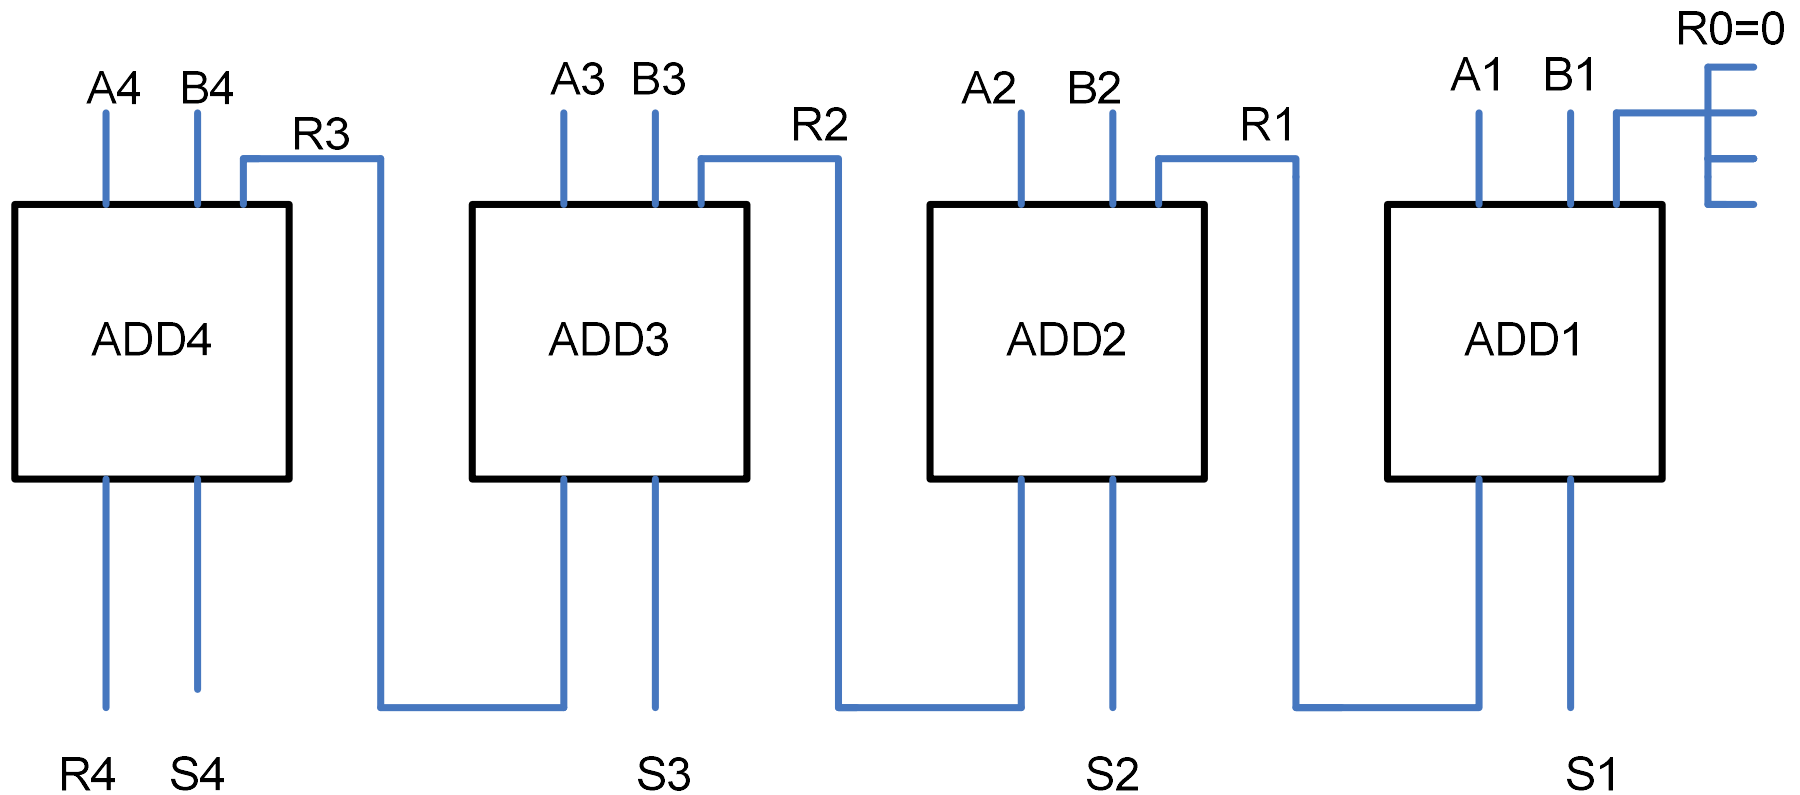 R0=0
A4 B4 A3 B3 A2 B2 A1 B1
R3 R2 R1
ADD4 ADD3 ADD2 ADD1
R4 S4 S3 S2 S1